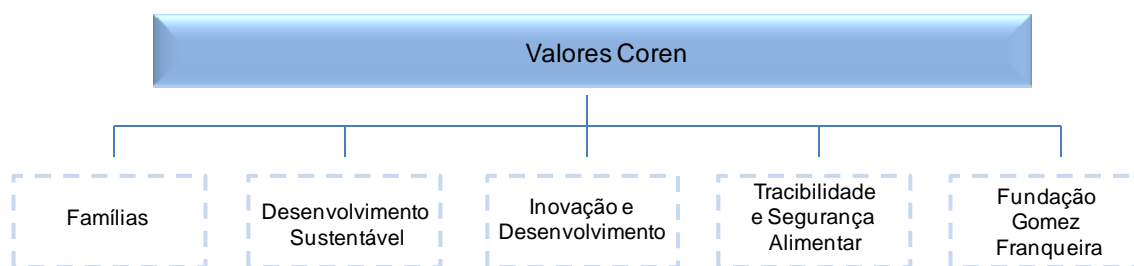 Valores Coren
Famílias
Desenvolvimento
Sustentável
Inovação e
Desenvolvimento
Tracibilidade
e Segurança
Alimentar
Fundação
Gomez
Franqueira